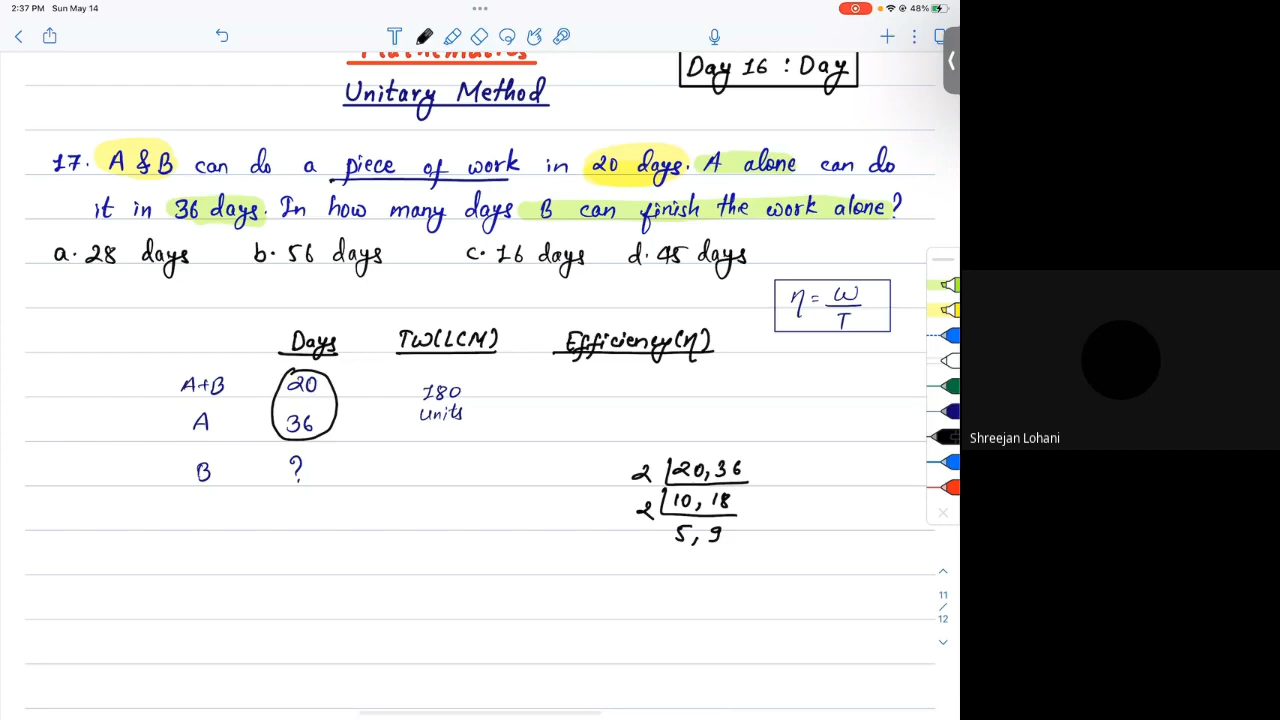 2:37 PM Sun May 14
48%
Mathematics
Day 16 : Day
Unitary Method
17. A & B can do a piece of work in 20 days. A alone can do
it in 36 days. In how many days B can finish the work alone?
a. 28 days b. 56 days c. 16 days d. 45 days
η = W/T
Days TW(LCM) Efficiency(η)
A+B 20 180
A 36 units
B ?
2 20, 36
2 10, 18
5, 9
Shreejan Lohani
11
/
12